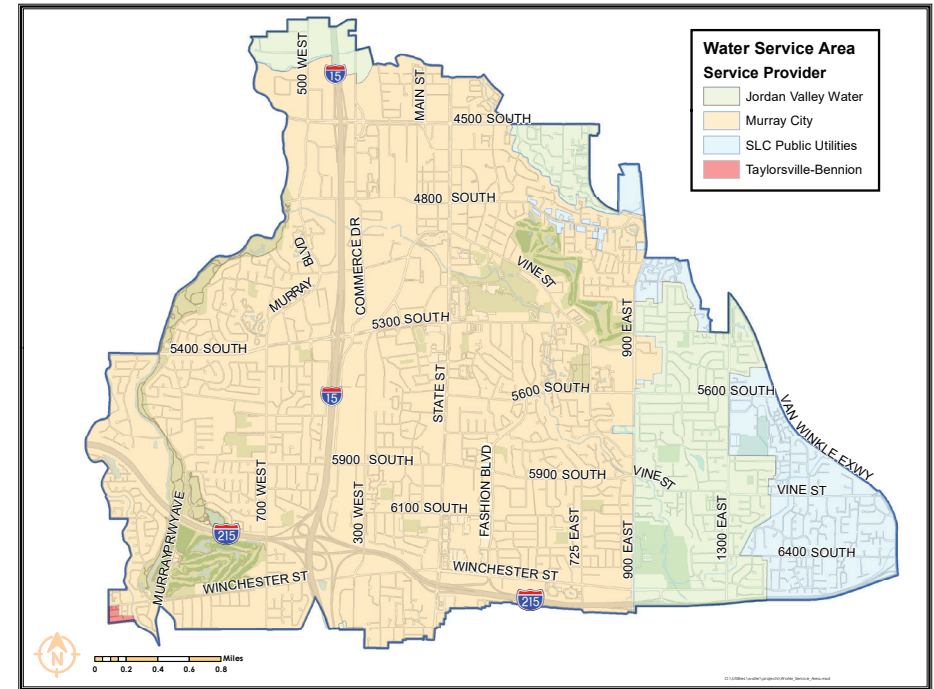 Water Service Area
Service Provider
Jordan Valley Water
Murray City
SLC Public Utilities
Taylorsville-Bennion
500 WEST
15
MAIN ST
4500 SOUTH
4800 SOUTH
MURRAY BLVD
COMMERCE DR
VINE ST
5300 SOUTH
5400 SOUTH
900 EAST
15
STATE ST
5600 SOUTH
5600 SOUTH
VAN WINKLE EXWY
5900 SOUTH
FASHION BLVD
5900 SOUTH
VINE ST
VINE ST
700 WEST
300 WEST
6100 SOUTH
725 EAST
900 EAST
1300 EAST
6400 SOUTH
MURRAY PRWY AVE
215
WINCHESTER ST
WINCHESTER ST
215
N
Miles
0 0.2 0.4 0.6 0.8